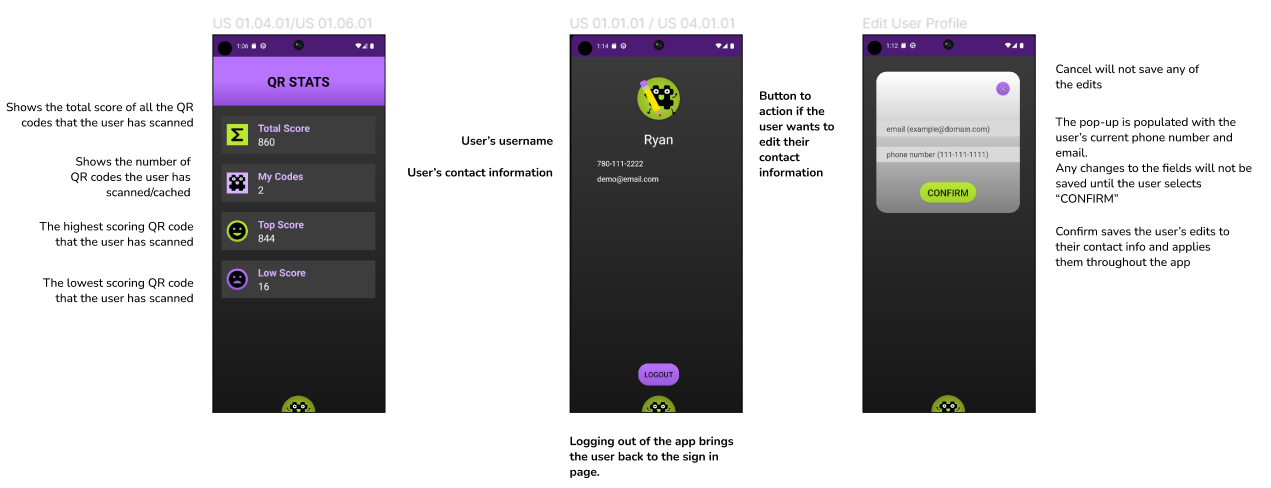 US 01.04.01/US 01.06.01
1:06
QR STATS
Total Score
860
My Codes
2
Top Score
844
Low Score
16
Shows the total score of all the QR
codes that the user has scanned
Shows the number of
QR codes the user has
scanned/cached
The highest scoring QR code
that the user has scanned
The lowest scoring QR code
that the user has scanned
US 01.01.01 / US 04.01.01
1:14
Ryan
780-111-2222
demo@email.com
LOGOUT
User's username
User's contact information
Button to
action if the
user wants to
edit their
contact
information
Logging out of the app brings
the user back to the sign in
page.
Edit User Profile
1:12
email (example@domain.com)
phone number (111-111-1111)
CONFIRM
Cancel will not save any of
the edits
The pop-up is populated with the
user's current phone number and
email.
Any changes to the fields will not be
saved until the user selects
“CONFIRM”
Confirm saves the user's edits to
their contact info and applies
them throughout the app